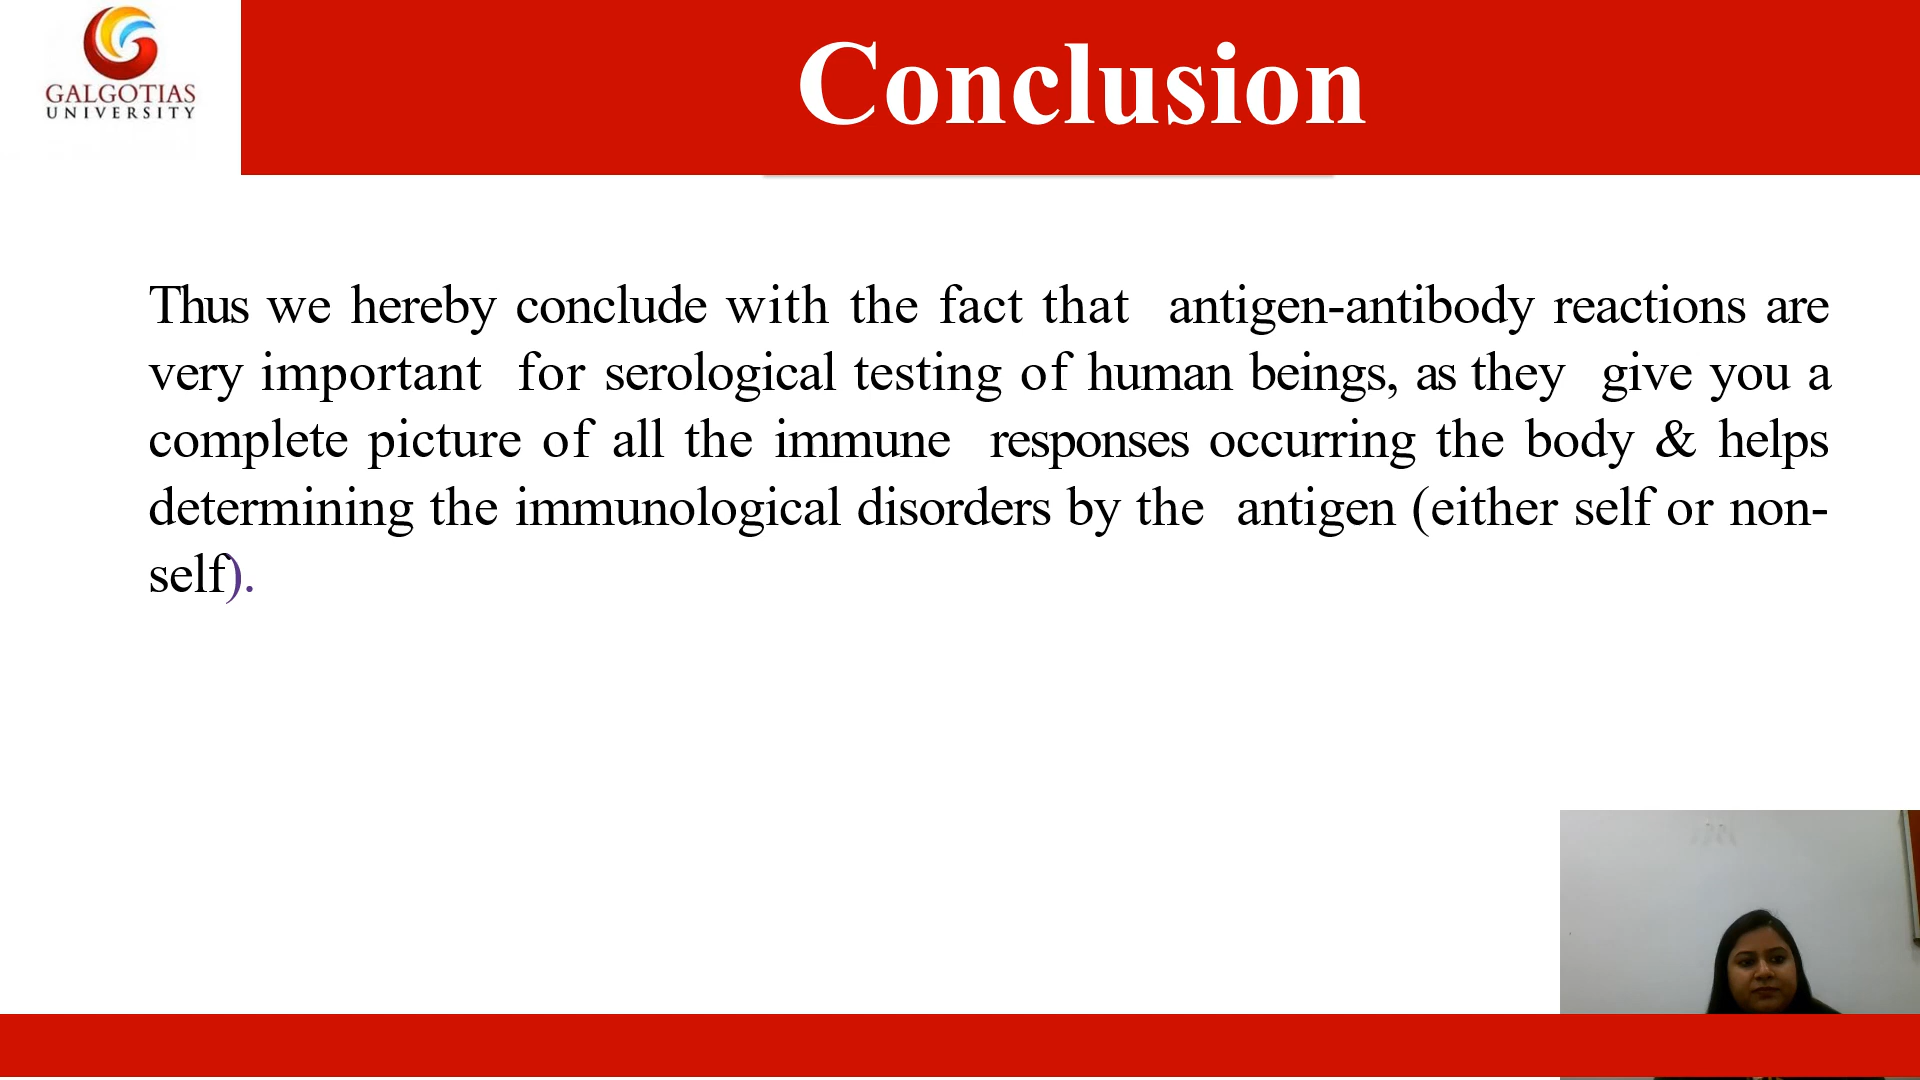 GALGOTIAS
UNIVERSITY
Conclusion
Thus we hereby conclude with the fact that antigen-antibody reactions are
very important for serological testing of human beings, as they give you a
complete picture of all the immune responses occurring the body & helps
determining the immunological disorders by the antigen (either self or non-
self).